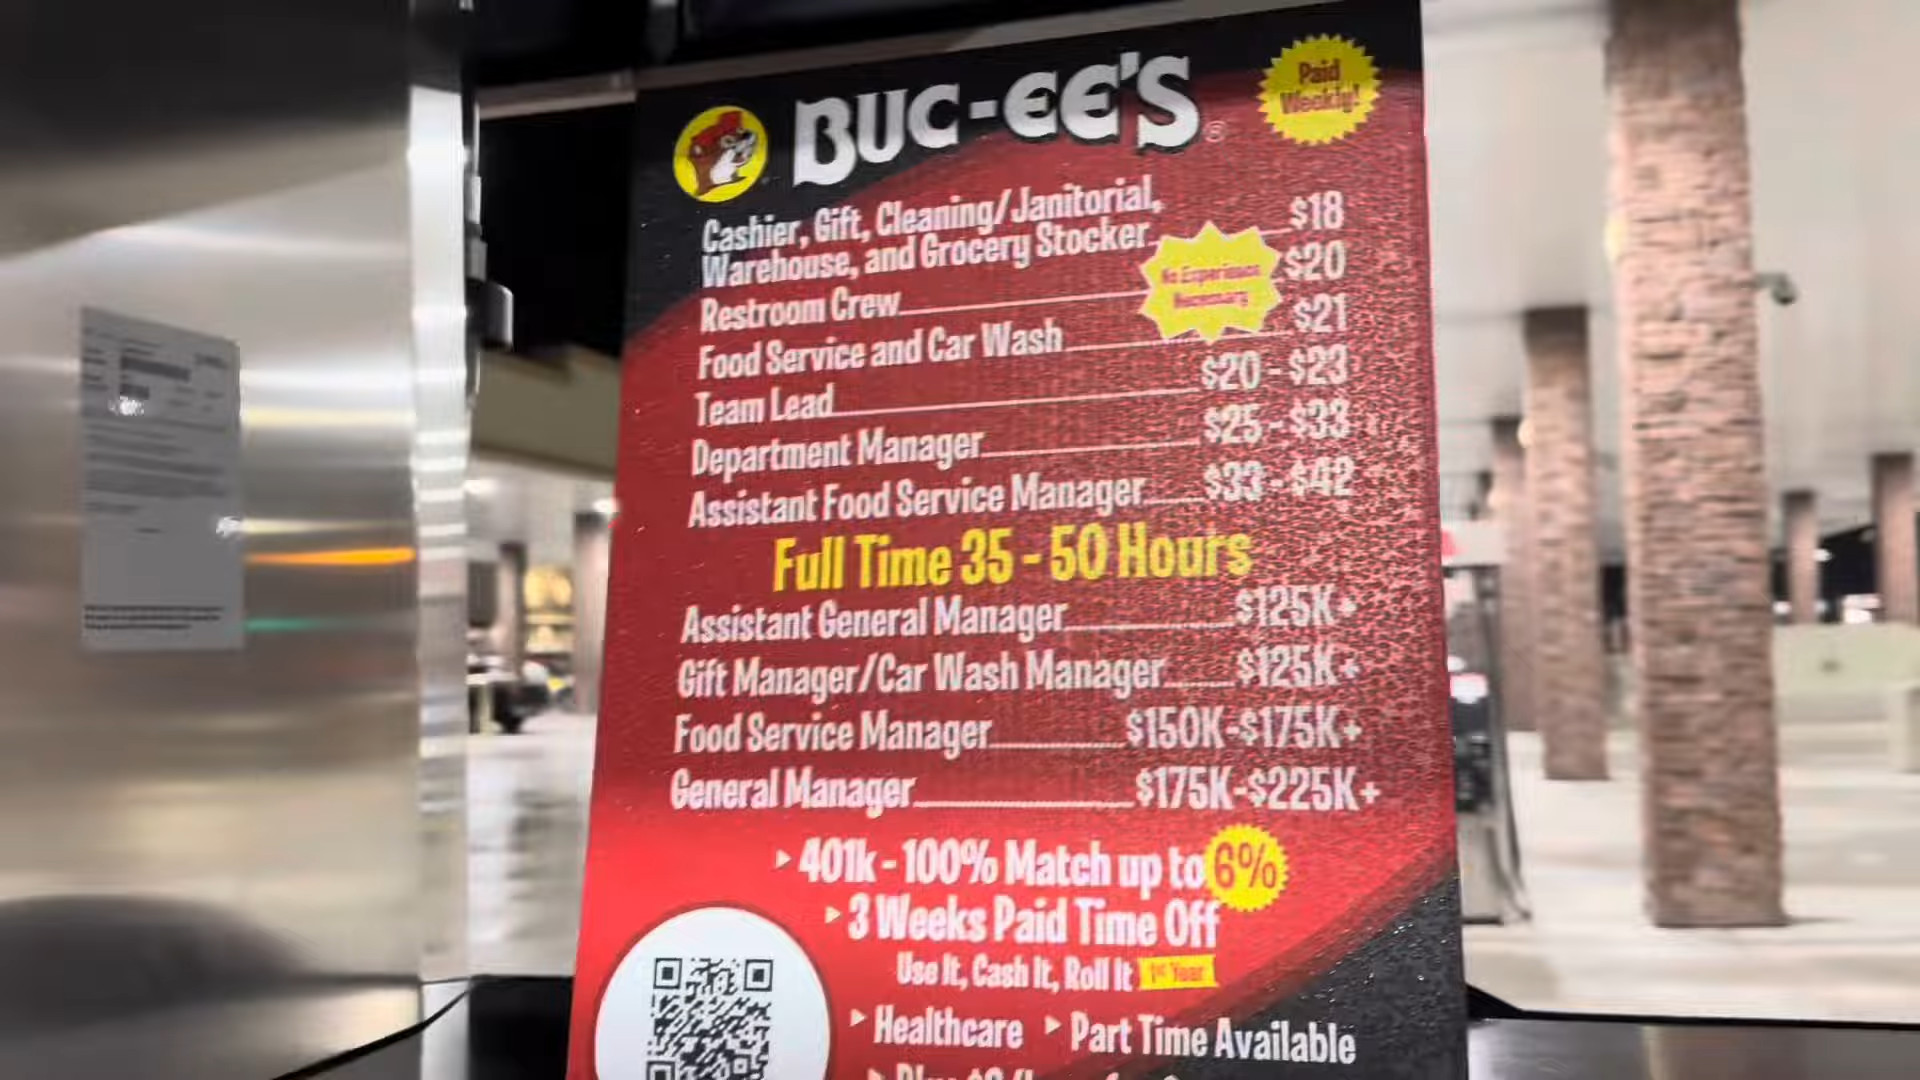 BUC-EE'S®
Paid
Weekly!
Cashier, Gift, Cleaning/Janitorial,
Warehouse, and Grocery Stocker $18
No Experience
Necessary
Restroom Crew $20
Food Service and Car Wash $21
Team Lead $20 - $23
Department Manager $25 - $33
Assistant Food Service Manager $33 - $42
Full Time 35 - 50 Hours
Assistant General Manager $125K+
Gift Manager/Car Wash Manager $125K+
Food Service Manager $150K-$175K+
General Manager $175K-$225K+
401k - 100% Match up to 6%
3 Weeks Paid Time Off
Use It, Cash It, Roll It 1st Year
Healthcare
Part Time Available